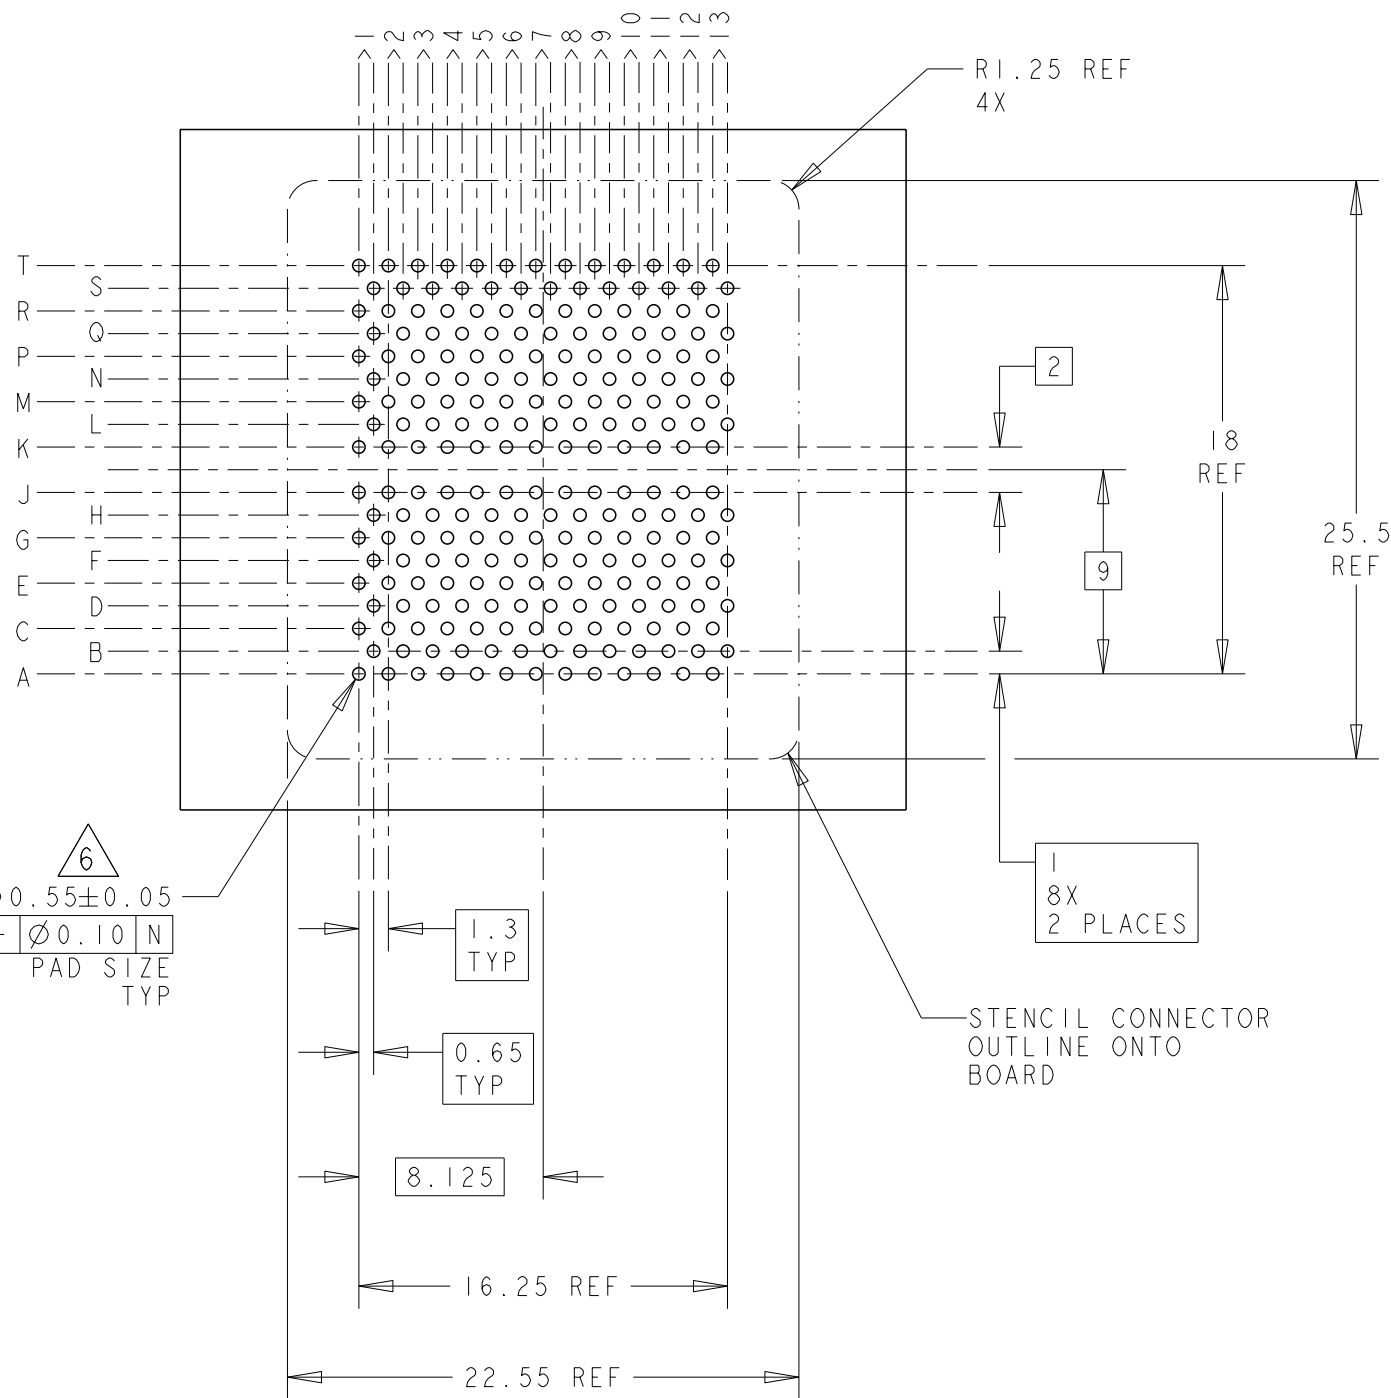 1
2
3
4
5
6
7
8
9
10
11
12
13
R1.25 REF
4X
T
S
R
Q
P
N
M
L
K
J
H
G
F
E
D
C
B
A
2
18
REF
25.5
REF
9
6
0.55±0.05
Ø0.10 N
PAD SIZE
TYP
1
8X
2 PLACES
1.3
TYP
0.65
TYP
STENCIL CONNECTOR
OUTLINE ONTO
BOARD
8.125
16.25 REF
22.55 REF